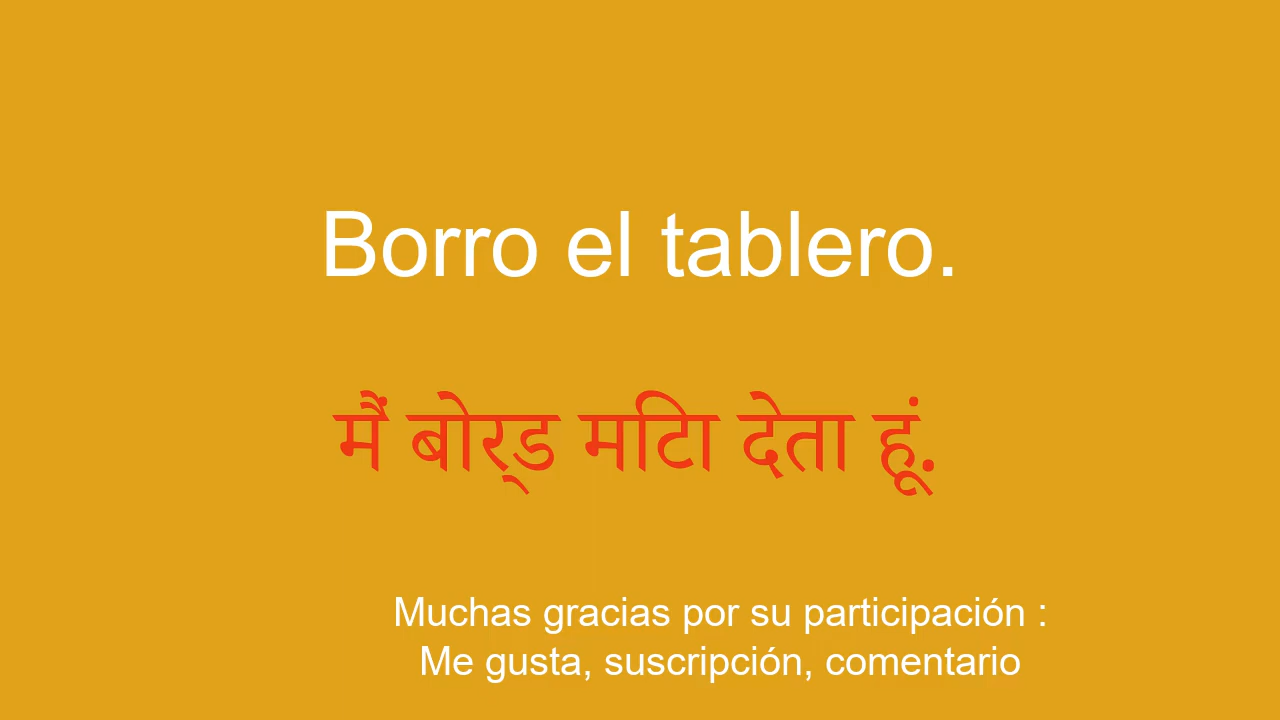 Borro el tablero.
मैं बोर्ड मिटा देता हूं.
Muchas gracias por su participación :
Me gusta, suscripción, comentario